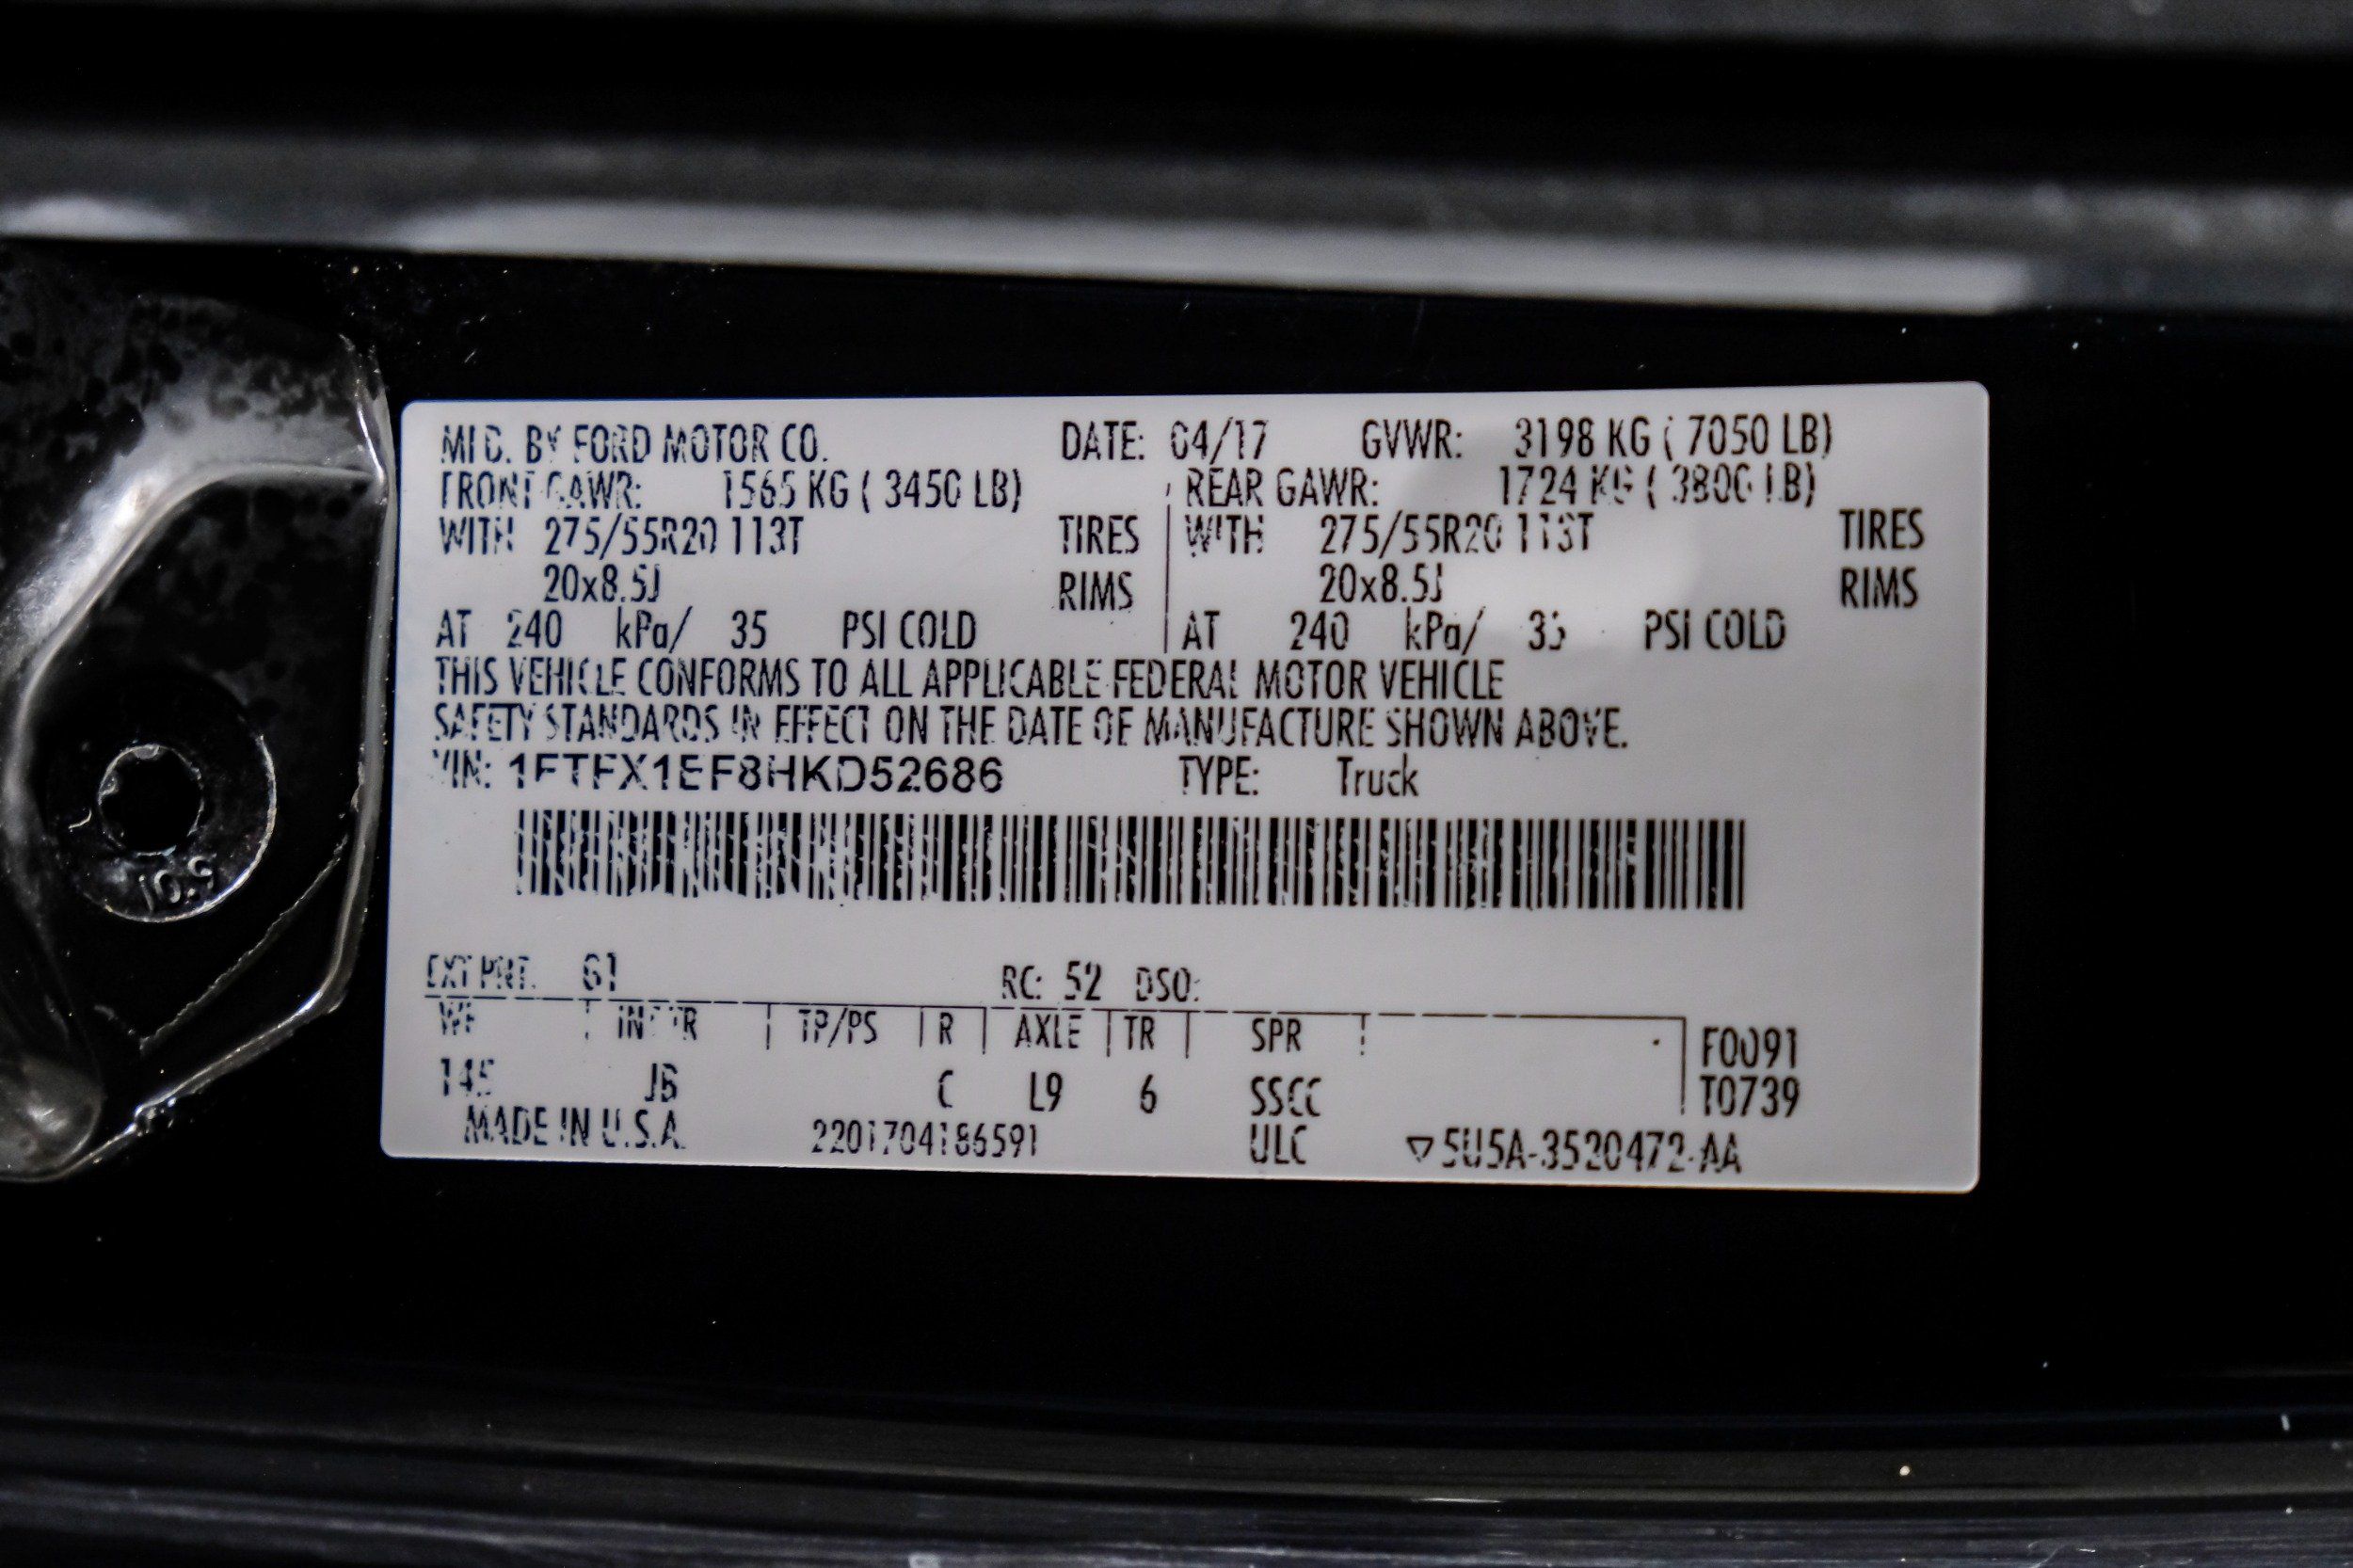 MFD. BY FORD MOTOR CO. DATE: 04/17 GVWR: 3198 KG ( 7050 LB)
FRONT GAWR: 1565 KG ( 3450 LB) REAR GAWR: 1724 KG ( 3800 LB)
WITH 275/55R20 113T TIRES WITH 275/55R20 113T TIRES
20x8.5J RIMS 20x8.5J RIMS
AT 240 kPa/ 35 PSI COLD AT 240 kPa/ 35 PSI COLD
THIS VEHICLE CONFORMS TO ALL APPLICABLE FEDERAL MOTOR VEHICLE
SAFETY STANDARDS IN EFFECT ON THE DATE OF MANUFACTURE SHOWN ABOVE.
VIN: 1FTFX1EF8HKD52686 TYPE: Truck
EXT PNT: G1 RC: 52 DSO:
WB INT TR TP/PS R AXLE TR SPR F0091
145 JB C L9 6 SSCC T0739
MADE IN U.S.A. 2201704186591 ULC ▽5U5A-3520472-AA
10.9